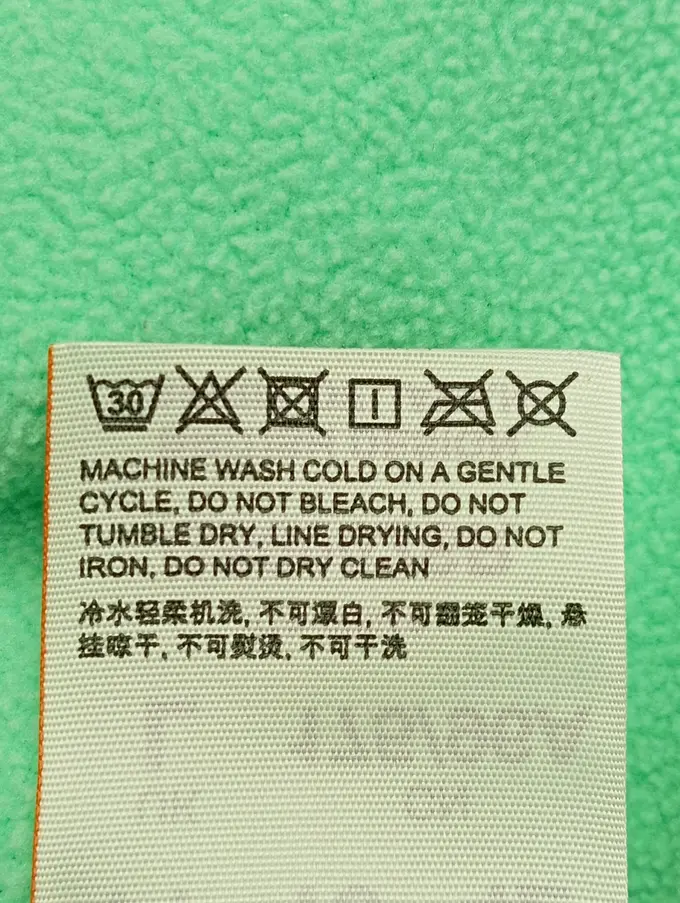 30
MACHINE WASH COLD ON A GENTLE
CYCLE, DO NOT BLEACH, DO NOT
TUMBLE DRY, LINE DRYING, DO NOT
IRON, DO NOT DRY CLEAN
冷水轻柔机洗, 不可漂白, 不可翻笼干燥, 悬
挂晾干, 不可熨烫, 不可干洗